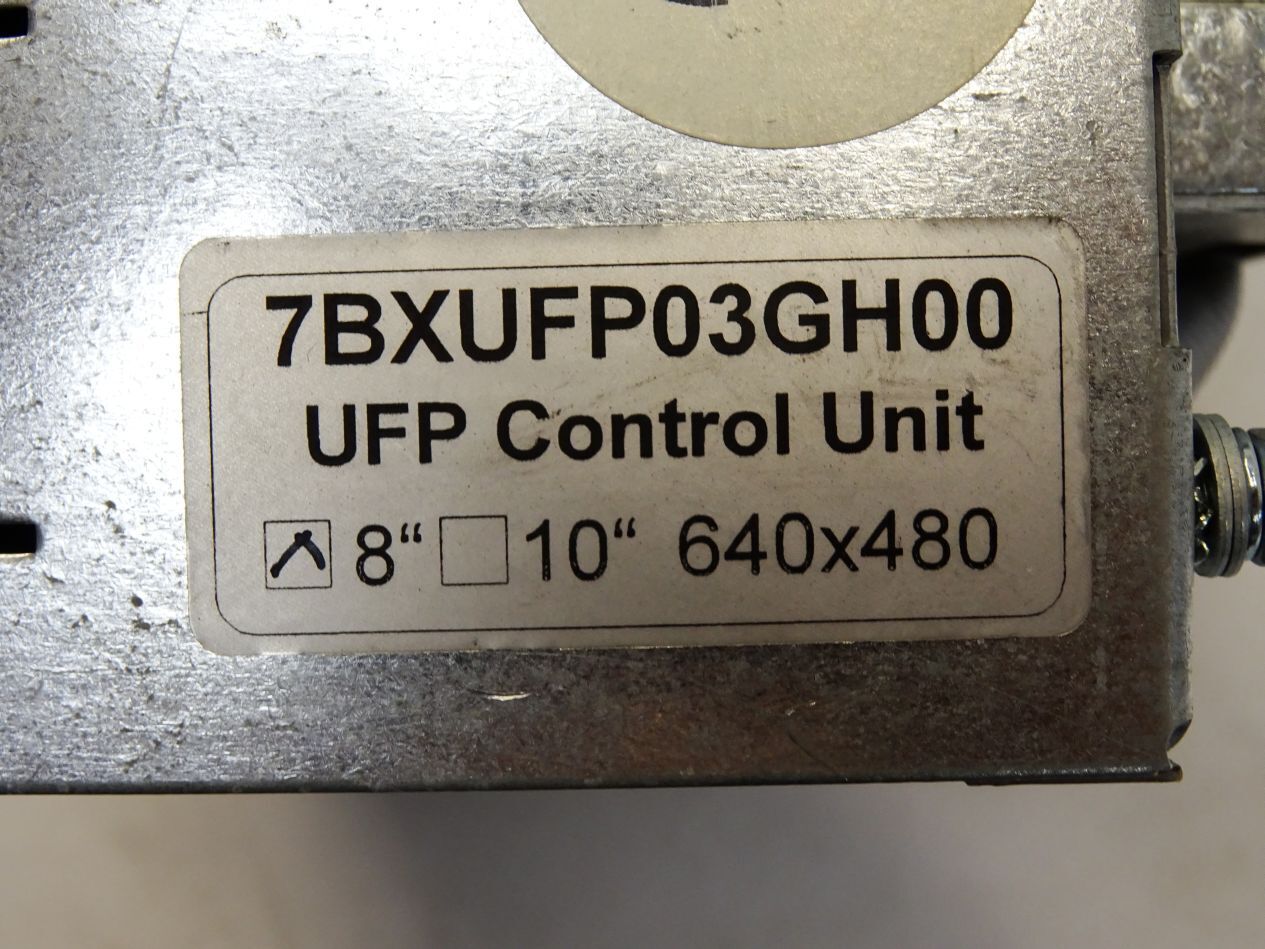 7BXUFP03GH00
UFP Control Unit
8“ 10“ 640x480